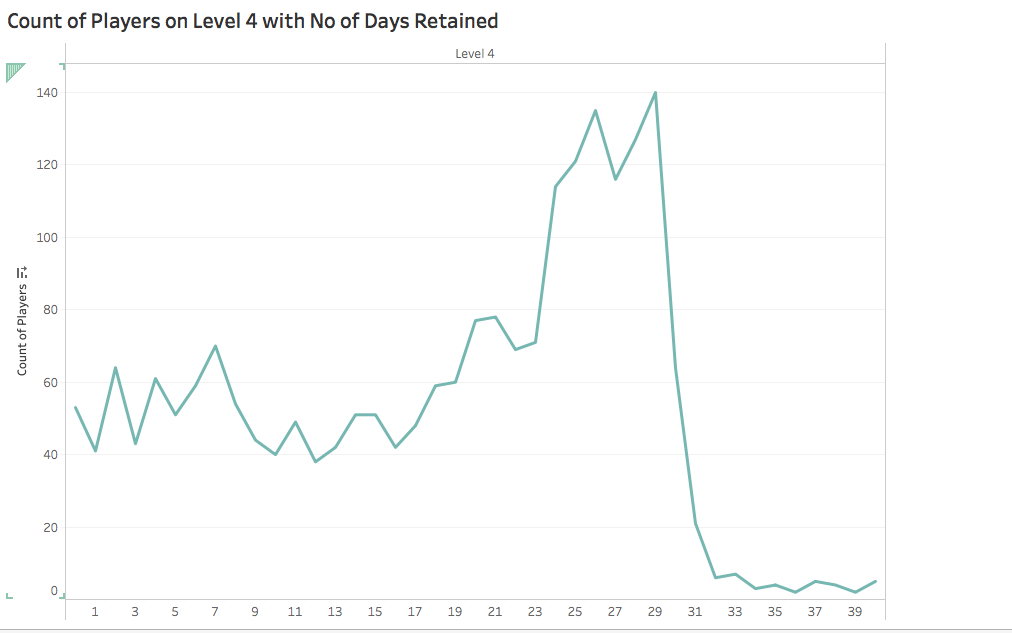 Count of Players on Level 4 with No of Days Retained
Level 4
140
120
100
80
60
40
20
0
Count of Players
1 3 5 7 9 11 13 15 17 19 21 23 25 27 29 31 33 35 37 39